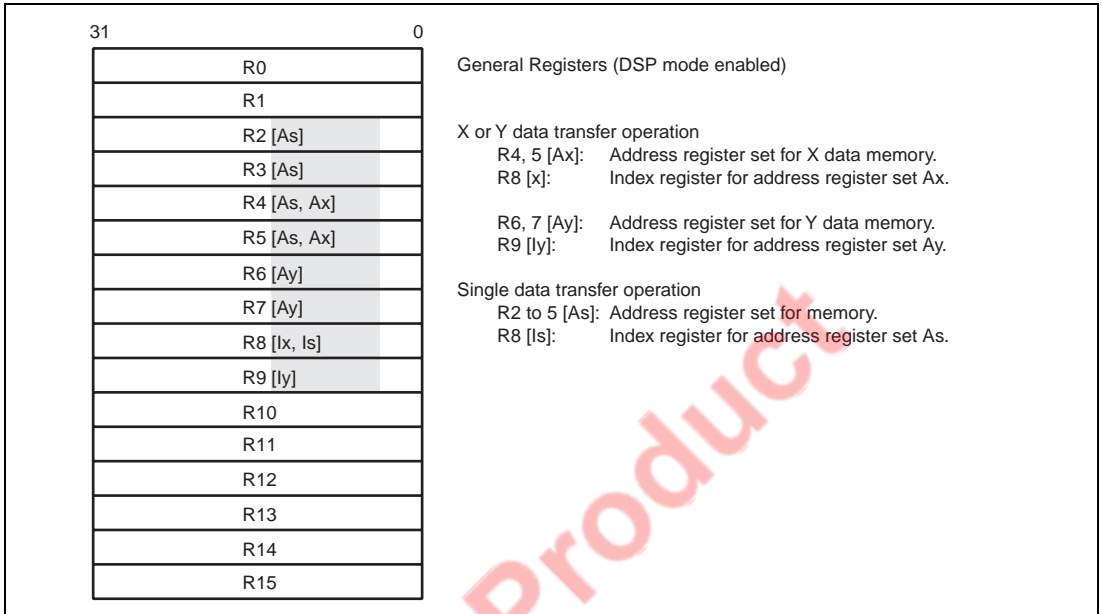 31 0
R0
R1
R2 [As]
R3 [As]
R4 [As, Ax]
R5 [As, Ax]
R6 [Ay]
R7 [Ay]
R8 [Ix, Is]
R9 [Iy]
R10
R11
R12
R13
R14
R15
General Registers (DSP mode enabled)
X or Y data transfer operation
R4, 5 [Ax]: Address register set for X data memory.
R8 [x]: Index register for address register set Ax.
R6, 7 [Ay]: Address register set for Y data memory.
R9 [Iy]: Index register for address register set Ay.
Single data transfer operation
R2 to 5 [As]: Address register set for memory.
R8 [Is]: Index register for address register set As.
Product